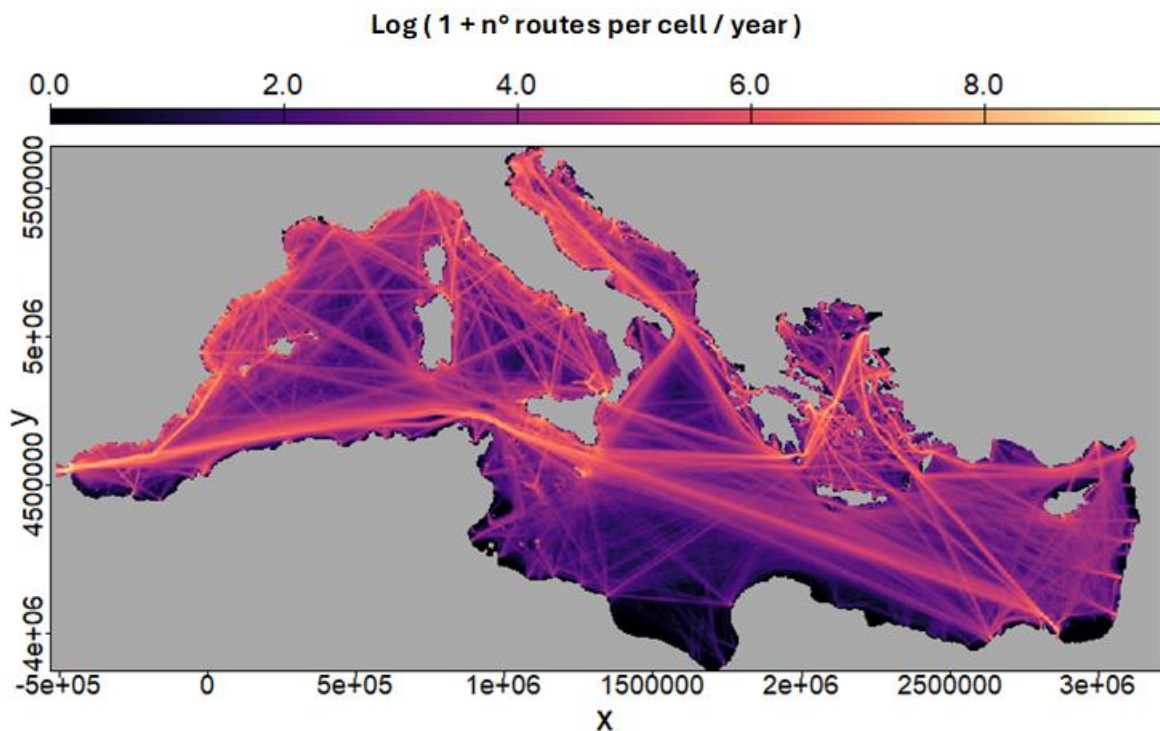 Log ( 1 + n° routes per cell / year )
0.0 2.0 4.0 6.0 8.0
5500000
5e+06
y
4500000
4e+06
-5e+05 0 5e+05 1e+06 1500000 2e+06 2500000 3e+06
x